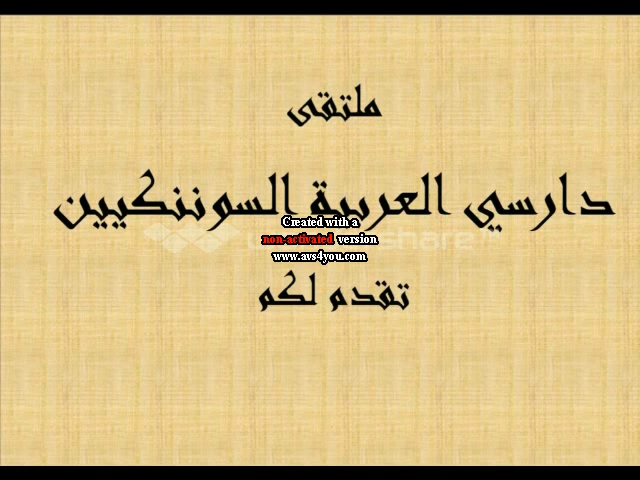 ملتقى
دارسي العربية السوننكيين
Created with a
non-activated version
www.avs4you.com
تقدم لكم